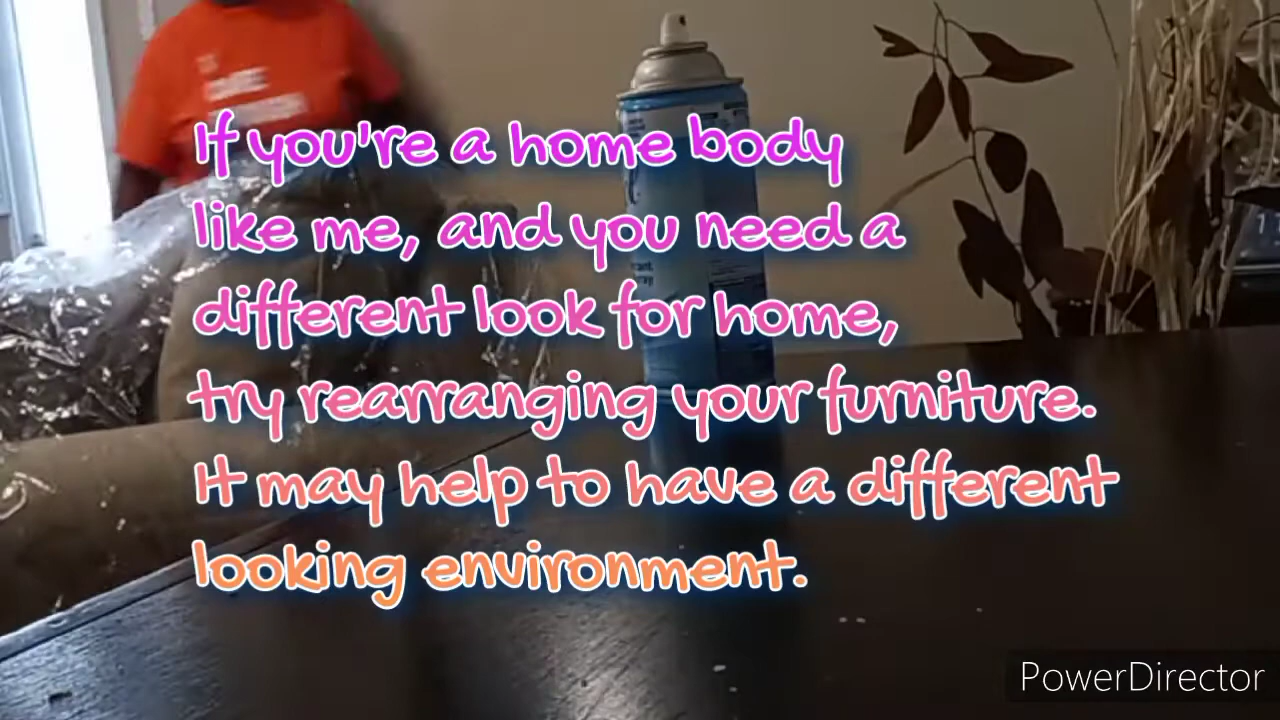 If you're a home body
like me, and you need a
different look for home,
try rearranging your furniture.
It may help to have a different
looking environment.
PowerDirector